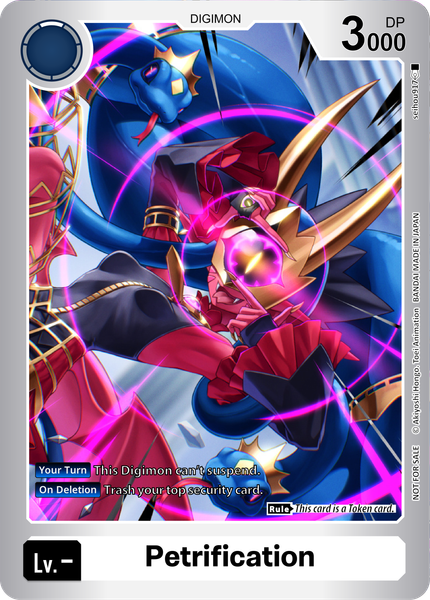 DIGIMON
DP
3000
seihou917
Your Turn This Digimon can't suspend.
On Deletion Trash your top security card.
Rule This card is a Token card.
NOT FOR SALE © Akiyoshi Hongo, Toei Animation BANDAI MADE IN JAPAN
Lv.-
Petrification